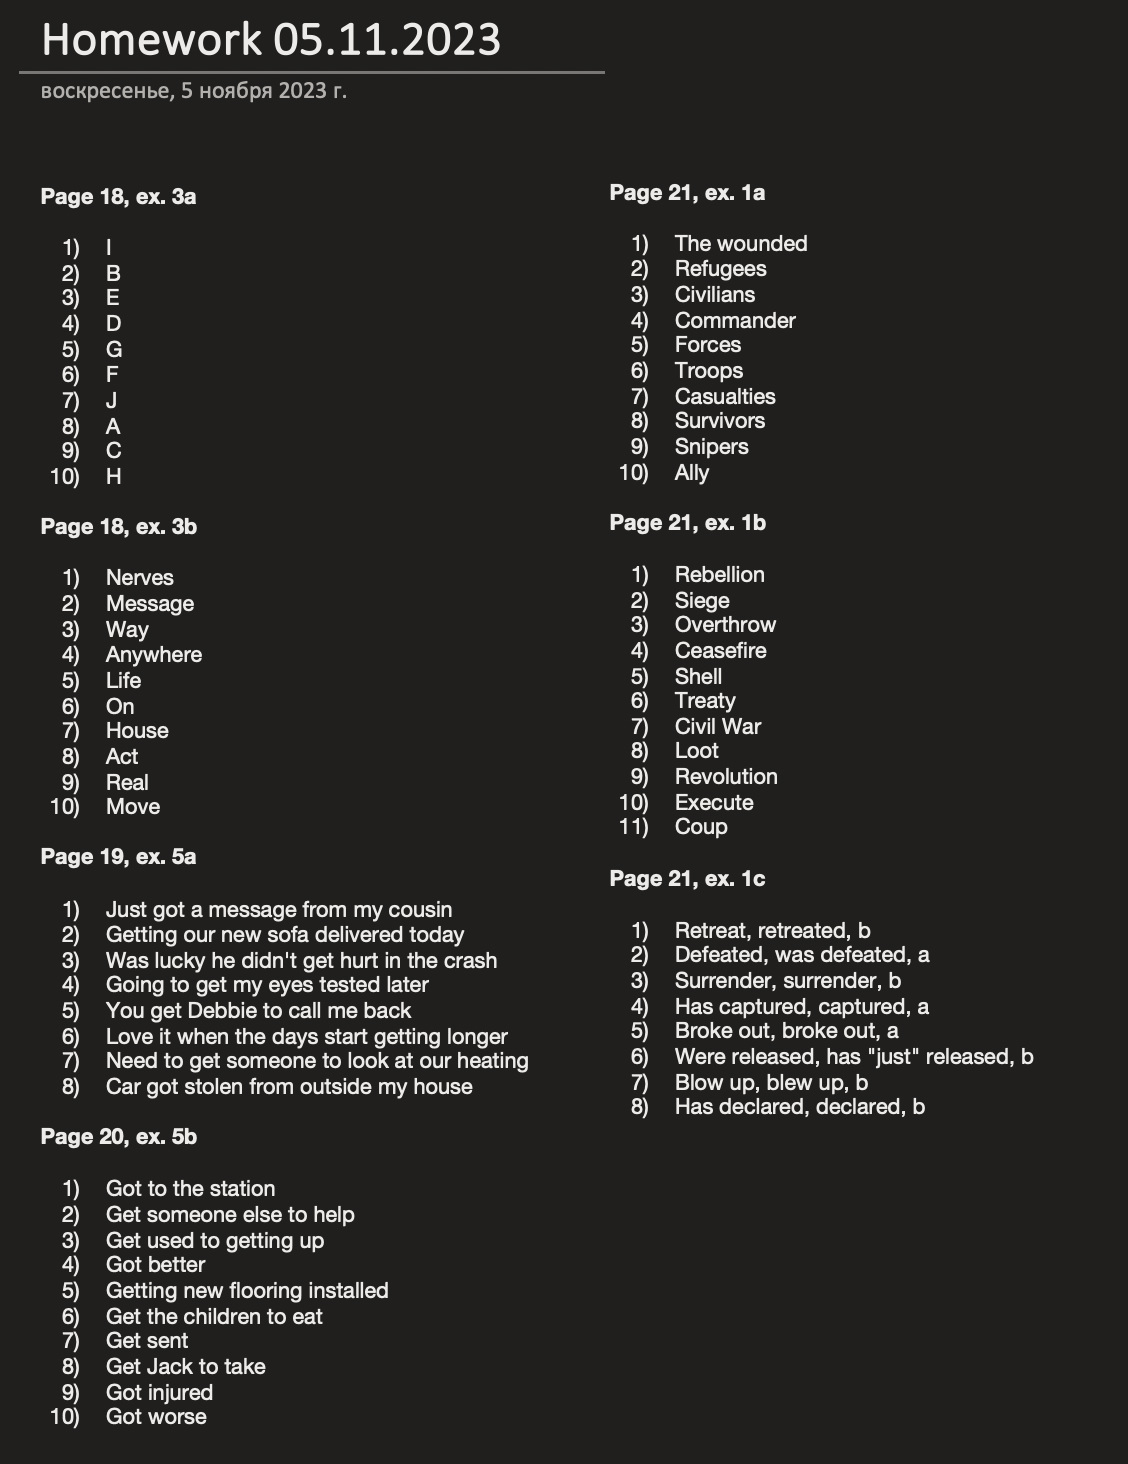 Homework 05.11.2023
воскресенье, 5 ноября 2023 г.
Page 18, ex. 3a
1) I
2) B
3) E
4) D
5) G
6) F
7) J
8) A
9) C
10) H
Page 18, ex. 3b
1) Nerves
2) Message
3) Way
4) Anywhere
5) Life
6) On
7) House
8) Act
9) Real
10) Move
Page 19, ex. 5a
1) Just got a message from my cousin
2) Getting our new sofa delivered today
3) Was lucky he didn't get hurt in the crash
4) Going to get my eyes tested later
5) You get Debbie to call me back
6) Love it when the days start getting longer
7) Need to get someone to look at our heating
8) Car got stolen from outside my house
Page 20, ex. 5b
1) Got to the station
2) Get someone else to help
3) Get used to getting up
4) Got better
5) Getting new flooring installed
6) Get the children to eat
7) Get sent
8) Get Jack to take
9) Got injured
10) Got worse
Page 21, ex. 1a
1) The wounded
2) Refugees
3) Civilians
4) Commander
5) Forces
6) Troops
7) Casualties
8) Survivors
9) Snipers
10) Ally
Page 21, ex. 1b
1) Rebellion
2) Siege
3) Overthrow
4) Ceasefire
5) Shell
6) Treaty
7) Civil War
8) Loot
9) Revolution
10) Execute
11) Coup
Page 21, ex. 1c
1) Retreat, retreated, b
2) Defeated, was defeated, a
3) Surrender, surrender, b
4) Has captured, captured, a
5) Broke out, broke out, a
6) Were released, has "just" released, b
7) Blow up, blew up, b
8) Has declared, declared, b